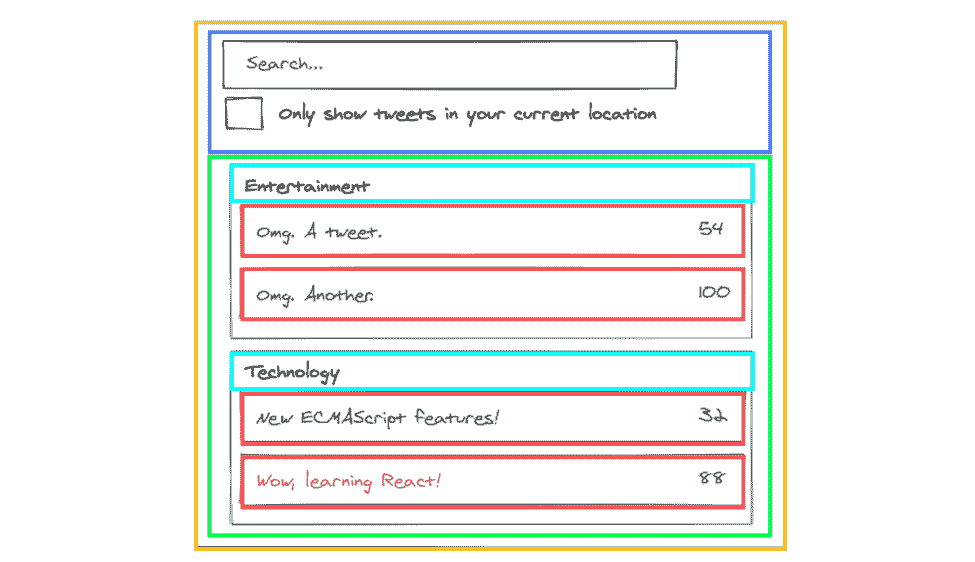 Search...
Only show tweets in your current location
Entertainment
Omg. A tweet. 54
Omg. Another. 100
Technology
New ECMAScript features! 32
Wow, learning React! 88